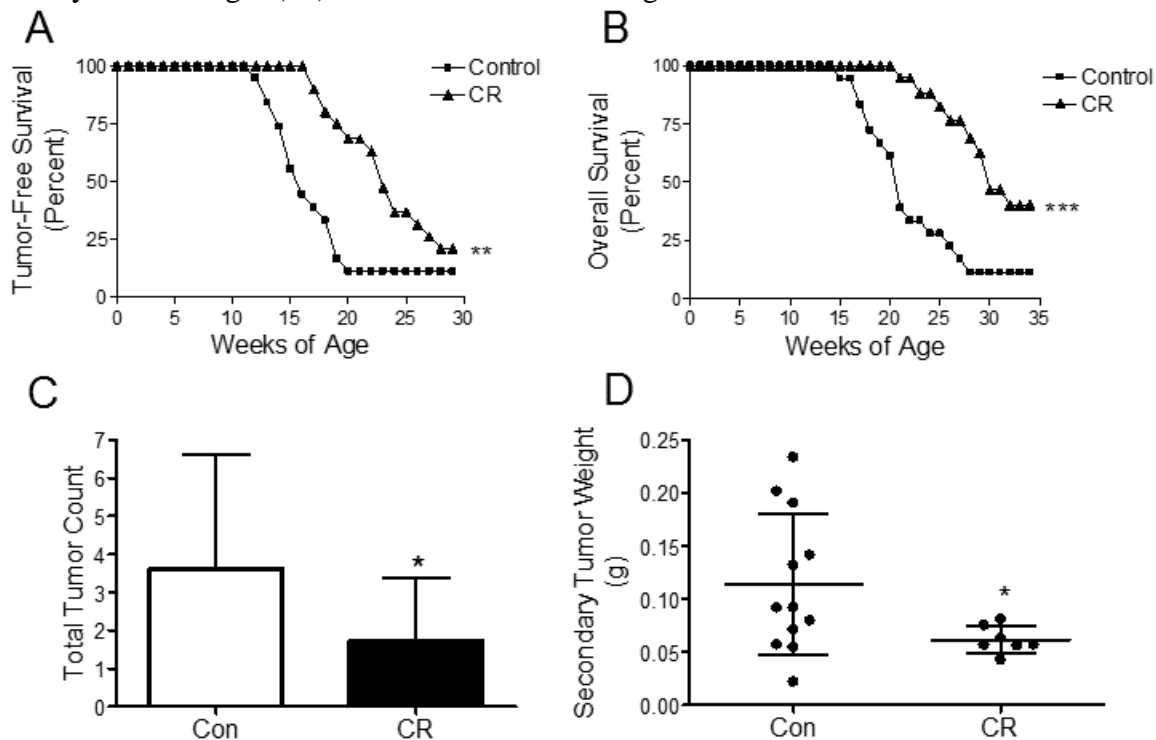 A
B
Tumor-Free Survival
(Percent)
100
75
50
25
0
0 5 10 15 20 25 30
Weeks of Age
Control
CR
**
Overall Survival
(Percent)
100
75
50
25
0
0 5 10 15 20 25 30 35
Weeks of Age
Control
CR
***
C
D
Total Tumor Count
7
6
5
4
3
2
1
0
*
Con CR
Secondary Tumor Weight
(g)
0.25
0.20
0.15
0.10
0.05
0.00
*
Con CR